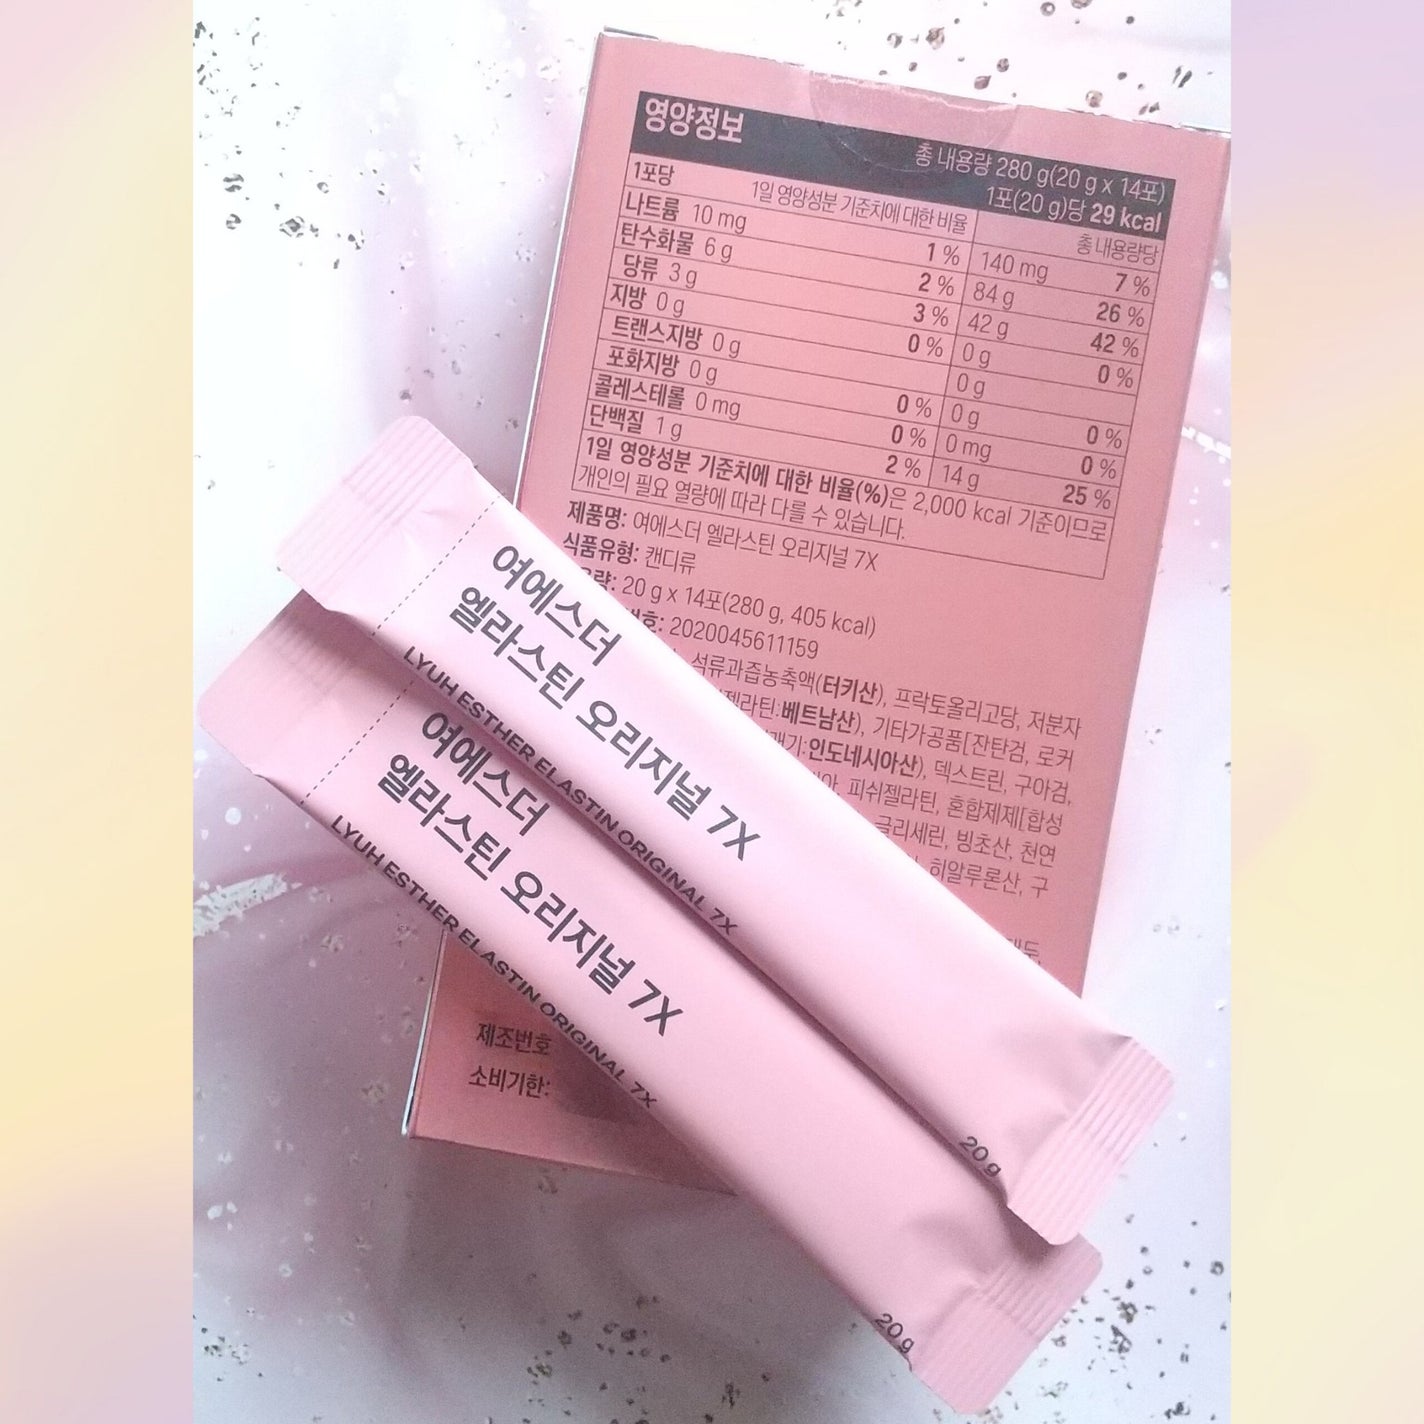 영양정보
총 내용량 280 g(20 g x 14포)
1포(20 g)당 29 kcal
1포당 1일 영양성분 기준치에 대한 비율 총 내용량당
나트륨 10 mg 1 % 140 mg 7 %
탄수화물 6 g 2 % 84 g 26 %
당류 3 g 3 % 42 g 42 %
지방 0 g 0 % 0 g 0 %
트랜스지방 0 g 0 g
포화지방 0 g 0 % 0 g 0 %
콜레스테롤 0 mg 0 % 0 mg 0 %
단백질 1 g 2 % 14 g 25 %
1일 영양성분 기준치에 대한 비율(%)은 2,000 kcal 기준이므로
개인의 필요 열량에 따라 다를 수 있습니다.
제품명: 여에스더 엘라스틴 오리지널 7X
식품유형: 캔디류
20 g x 14포(280 g, 405 kcal)
2020045611159
석류과즙농축액(터키산), 프락토올리고당, 저분자
베트남산), 기타가공품[잔탄검, 로커
인도네시아산), 덱스트린, 구아검,
피쉬젤라틴, 혼합제제[합성
글리세린, 빙초산, 천연
히알루론산, 구
제조번호
소비기한:
여에스더
엘라스틴 오리지널 7X
LYUH ESTHER ELASTIN ORIGINAL 7X
20 g
여에스더
엘라스틴 오리지널 7X
LYUH ESTHER ELASTIN ORIGINAL 7X
20 g